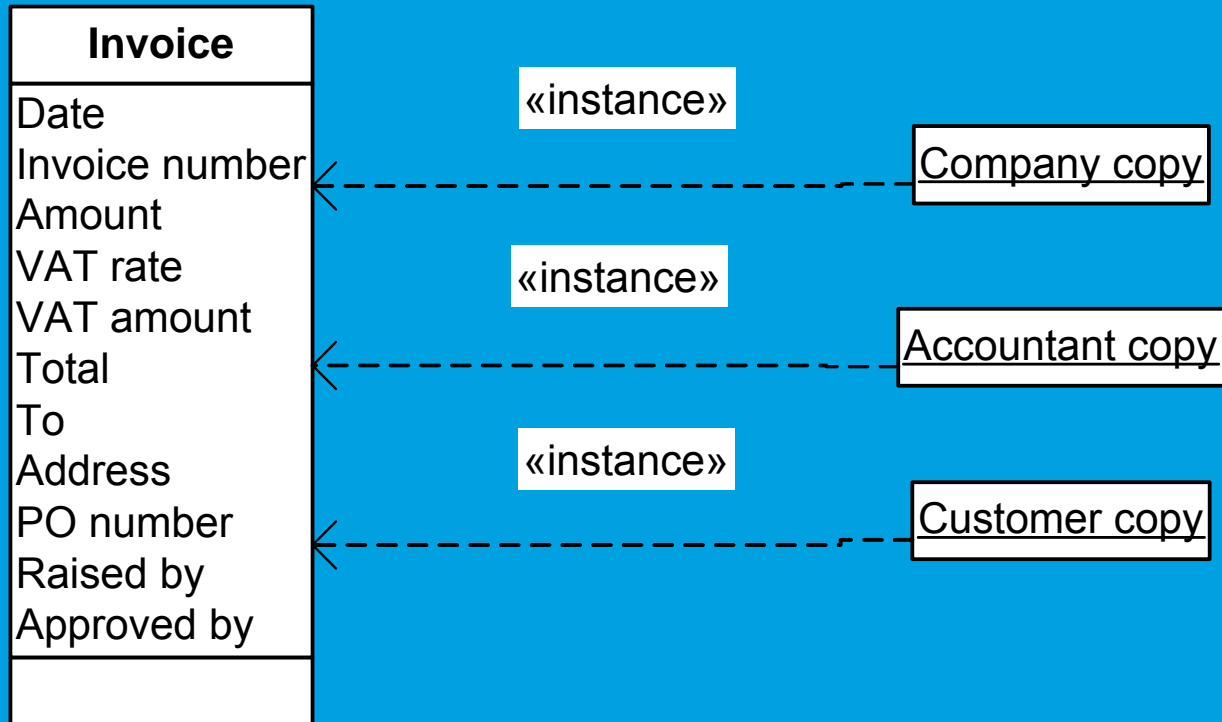 Invoice
Date
Invoice number
Amount
VAT rate
VAT amount
Total
To
Address
PO number
Raised by
Approved by
«instance»
Company copy
«instance»
Accountant copy
«instance»
Customer copy